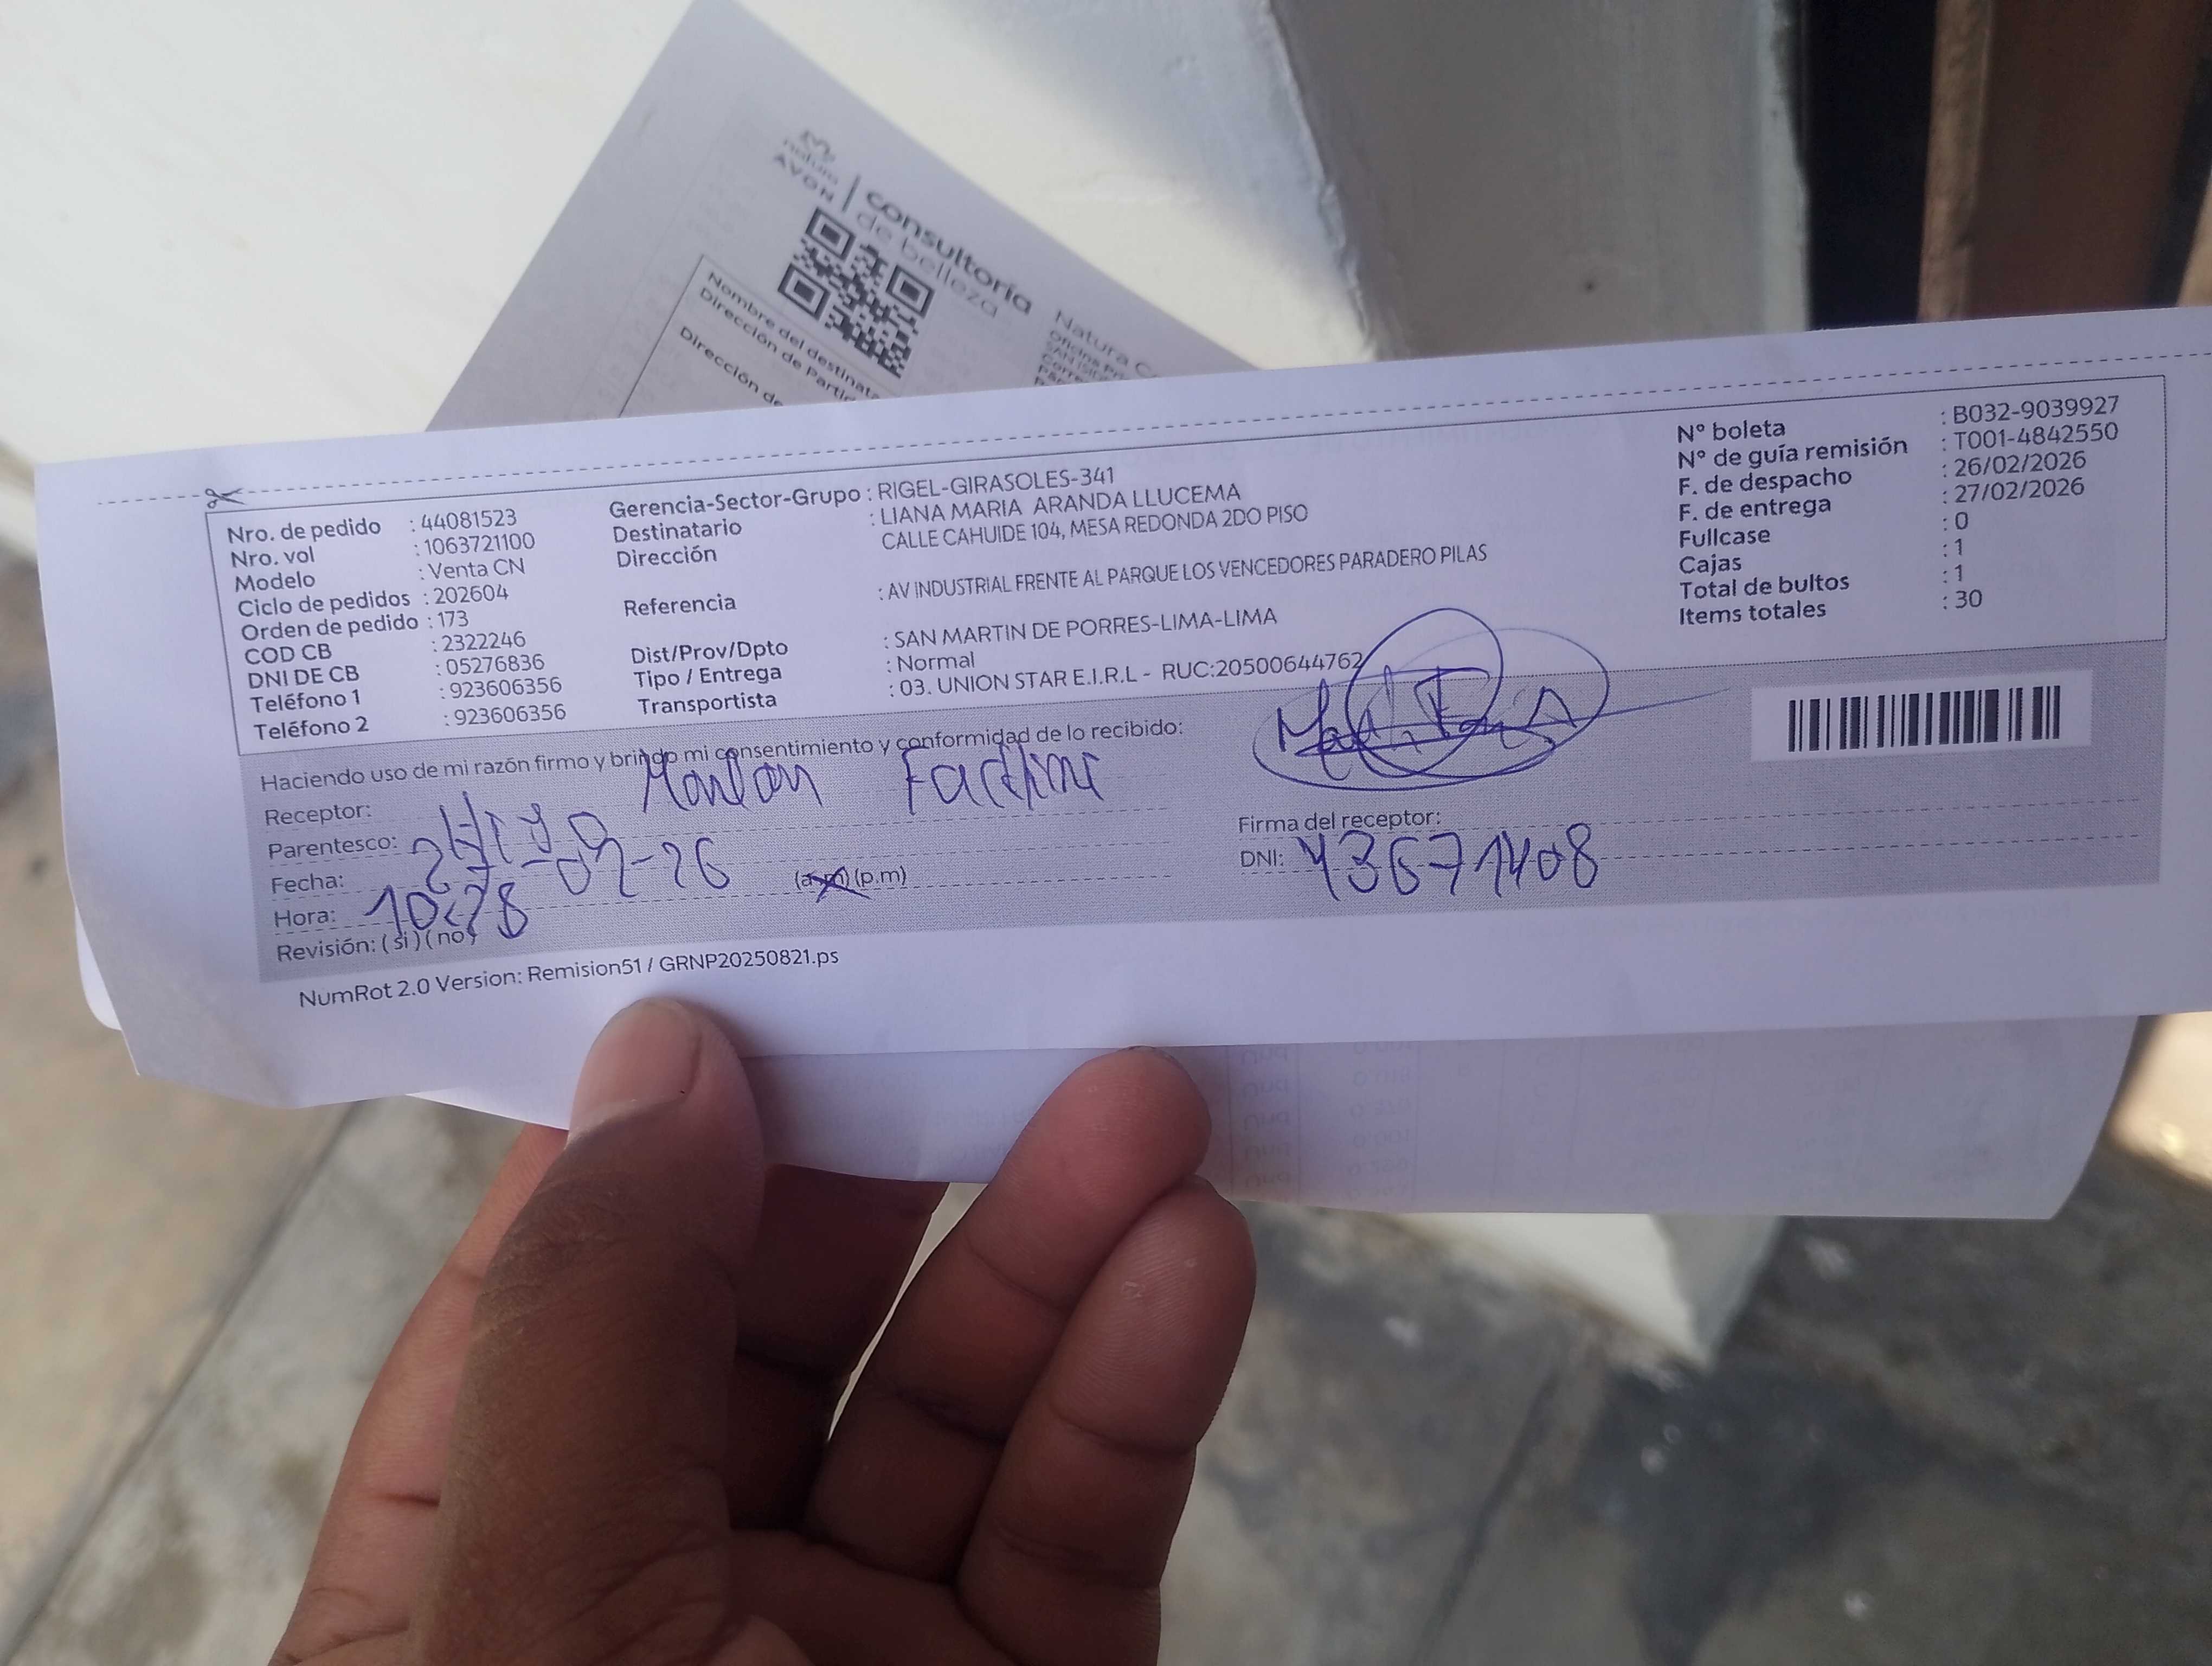 natura
AVON
consultoría
de belleza
Natura
Nombre del destinat
Dirección de Parti
Dirección de
Nro. de pedido : 44081523
Nro. vol : 1063721100
Modelo : Venta CN
Ciclo de pedidos : 202604
Orden de pedido : 173
COD CB : 2322246
DNI DE CB : 05276836
Teléfono 1 : 923606356
Teléfono 2 : 923606356
Gerencia-Sector-Grupo : RIGEL-GIRASOLES-341
Destinatario : LIANA MARIA ARANDA LLUCEMA
Dirección CALLE CAHUIDE 104, MESA REDONDA 2DO PISO
Referencia : AV INDUSTRIAL FRENTE AL PARQUE LOS VENCEDORES PARADERO PILAS
Dist/Prov/Dpto : SAN MARTIN DE PORRES-LIMA-LIMA
Tipo / Entrega : Normal
Transportista : 03. UNION STAR E.I.R.L - RUC:20500644762
N° boleta : B032-9039927
N° de guía remisión : T001-4842550
F. de despacho : 26/02/2026
F. de entrega : 27/02/2026
Fullcase : 0
Cajas : 1
Total de bultos : 1
Items totales : 30
Haciendo uso de mi razón firmo y brindo mi consentimiento y conformidad de lo recibido:
Receptor: Marlon
Parentesco: Hijo
Fecha: 27-02-26
Hora: 10:28 (a.m) (p.m)
Revisión: (si) (no)
Firma del receptor:
DNI: 43671408
NumRot 2.0 Version: Remision51 / GRNP20250821.ps